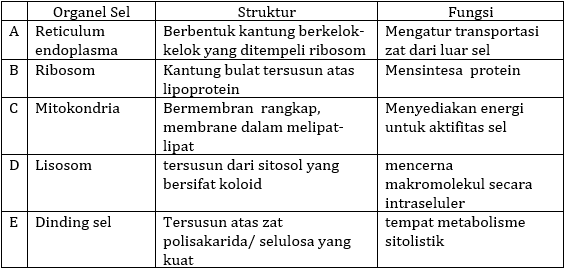 Organel Sel Struktur Fungsi
A Reticulum Berbentuk kantung berkelok- Mengatur transportasi
endoplasma kelok yang ditempeli ribosom zat dari luar sel
B Ribosom Kantung bulat tersusun atas Mensintesa protein
lipoprotein
C Mitokondria Bermembran rangkap, Menyediakan energi
membrane dalam melipat- untuk aktifitas sel
lipat
D Lisosom tersusun dari sitosol yang mencerna
bersifat koloid makromolekul secara
intraseluler
E Dinding sel Tersusun atas zat tempat metabolisme
polisakarida/ selulosa yang sitolistik
kuat